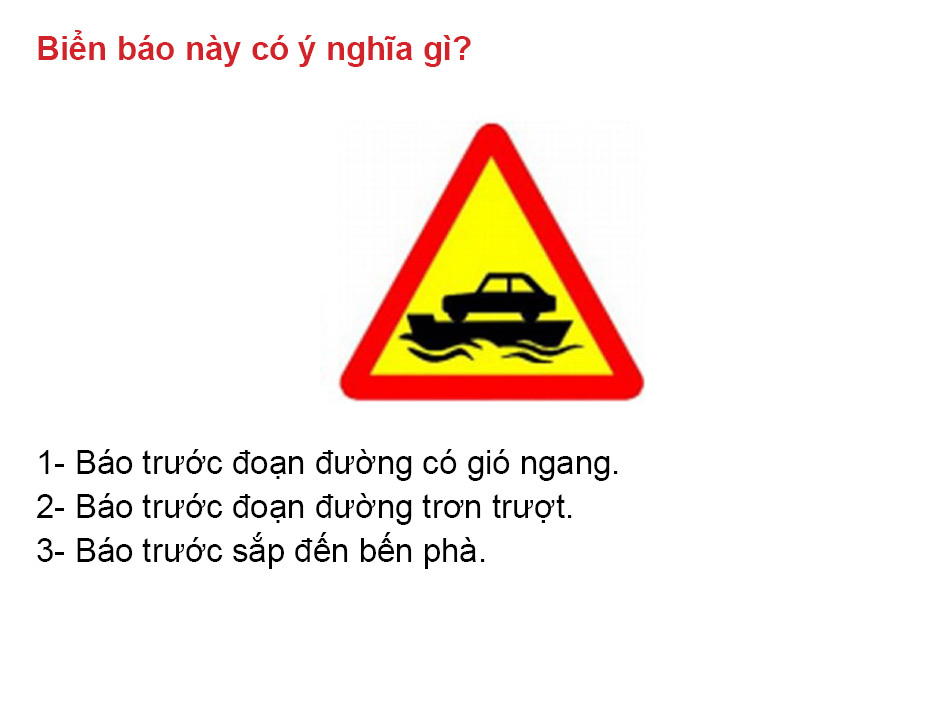 Biển báo này có ý nghĩa gì?
1- Báo trước đoạn đường có gió ngang.
2- Báo trước đoạn đường trơn trượt.
3- Báo trước sắp đến bến phà.